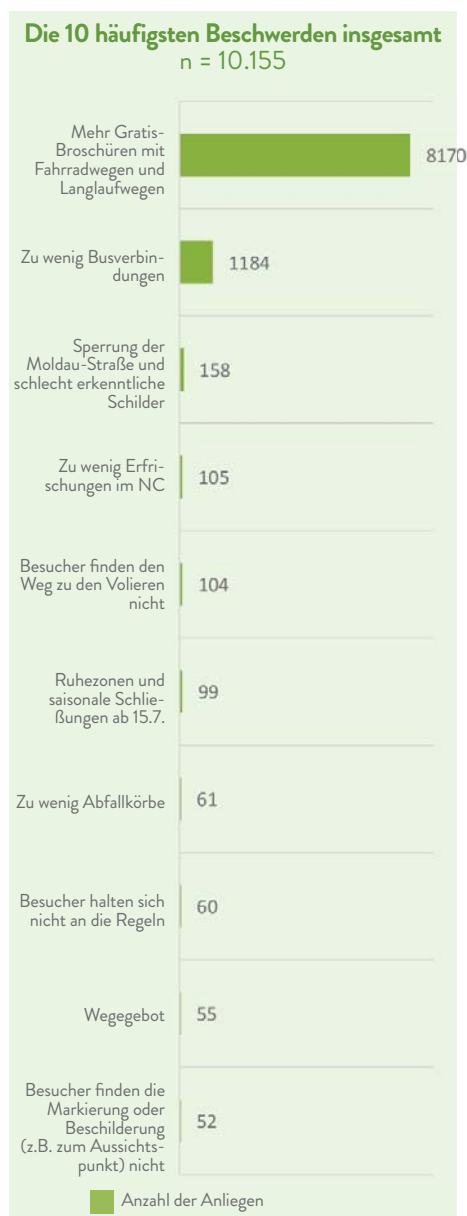 Die 10 häufigsten Beschwerden insgesamt
n = 10.155
Mehr Gratis-
Broschüren mit
Fahrradwegen und
Langlaufwegen
8170
Zu wenig Busverbin-
dungen
1184
Sperrung der
Moldau-Straße und
schlecht erkenntliche
Schilder
158
Zu wenig Erfri-
schungen im NC
105
Besucher finden den
Weg zu den Volieren
nicht
104
Ruhezonen und
saisonale Schlie-
ßungen ab 15.7.
99
Zu wenig Abfallkörbe
61
Besucher halten sich
nicht an die Regeln
60
Wegegebot
55
Besucher finden die
Markierung oder
Beschilderung
(z.B. zum Aussichts-
punkt) nicht
52
Anzahl der Anliegen